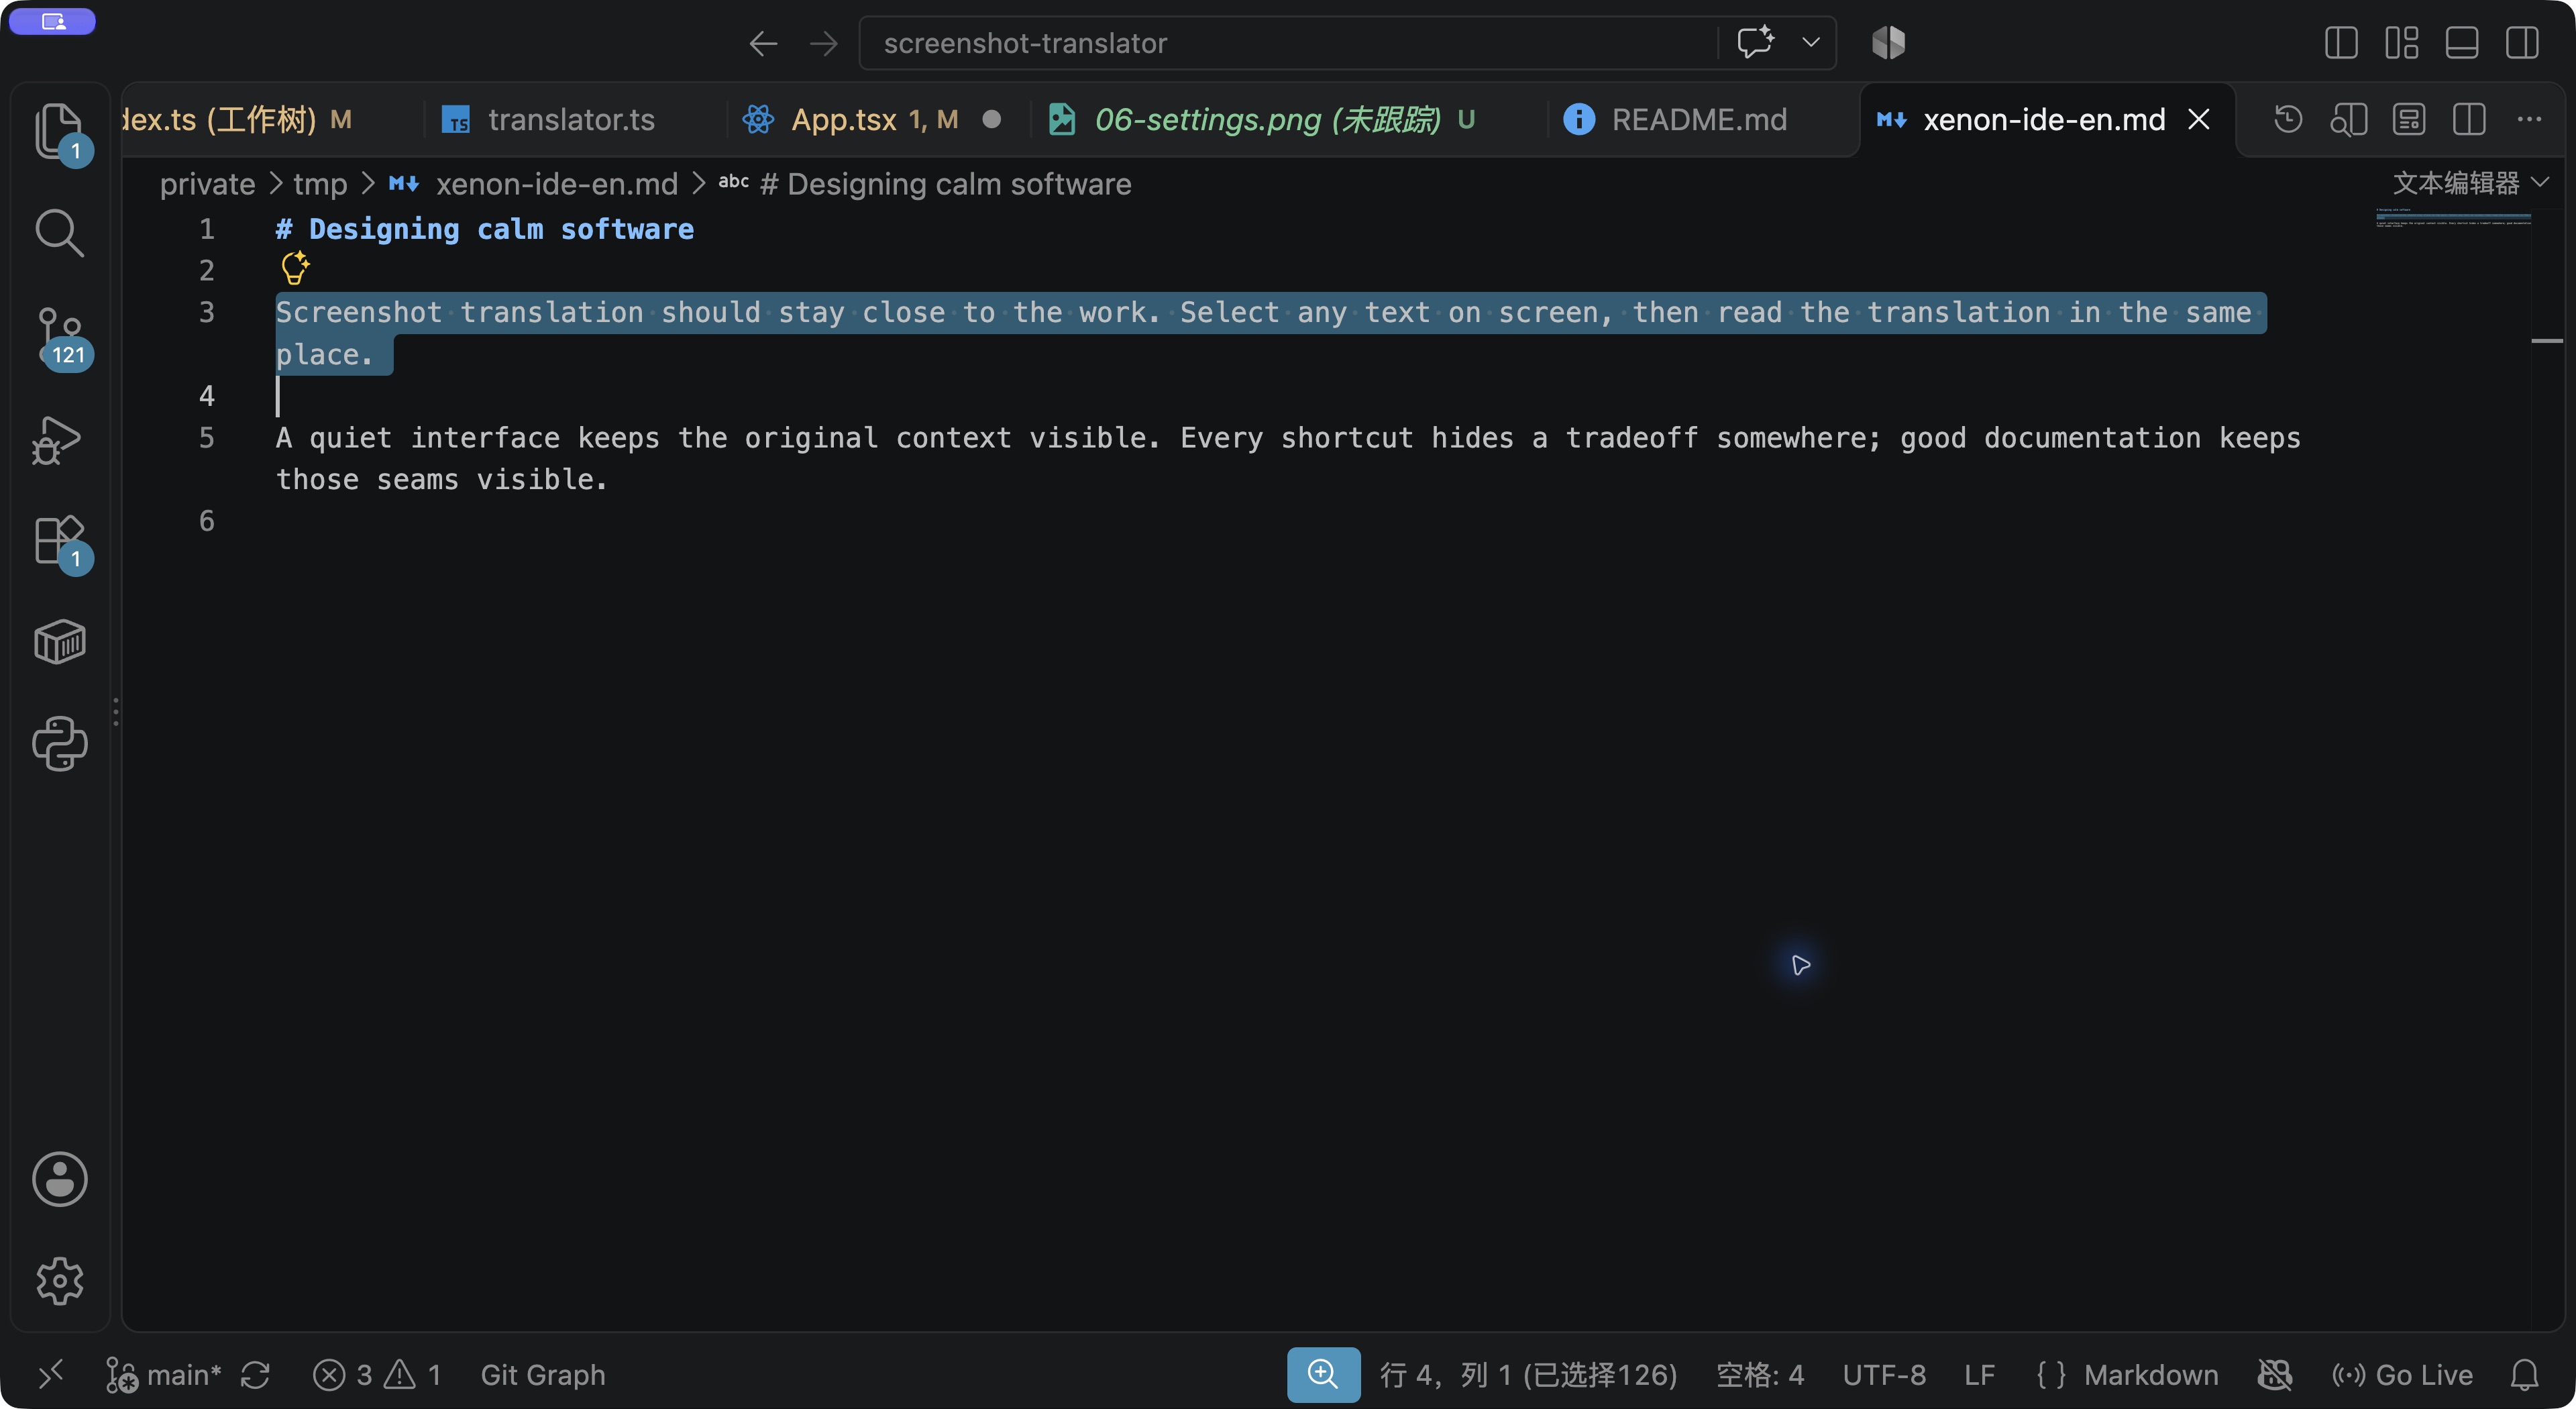 screenshot-translator
dex.ts (工作树) M
translator.ts
App.tsx 1, M
06-settings.png (未跟踪) U
README.md
xenon-ide-en.md
private > tmp > xenon-ide-en.md > abc # Designing calm software
文本编辑器
1 # Designing calm software
2
3 Screenshot translation should stay close to the work. Select any text on screen, then read the translation in the same
place.
4
5 A quiet interface keeps the original context visible. Every shortcut hides a tradeoff somewhere; good documentation keeps
those seams visible.
6
1
121
1
main* 3 1 Git Graph
行 4，列 1 (已选择126) 空格: 4 UTF-8 LF { } Markdown Go Live